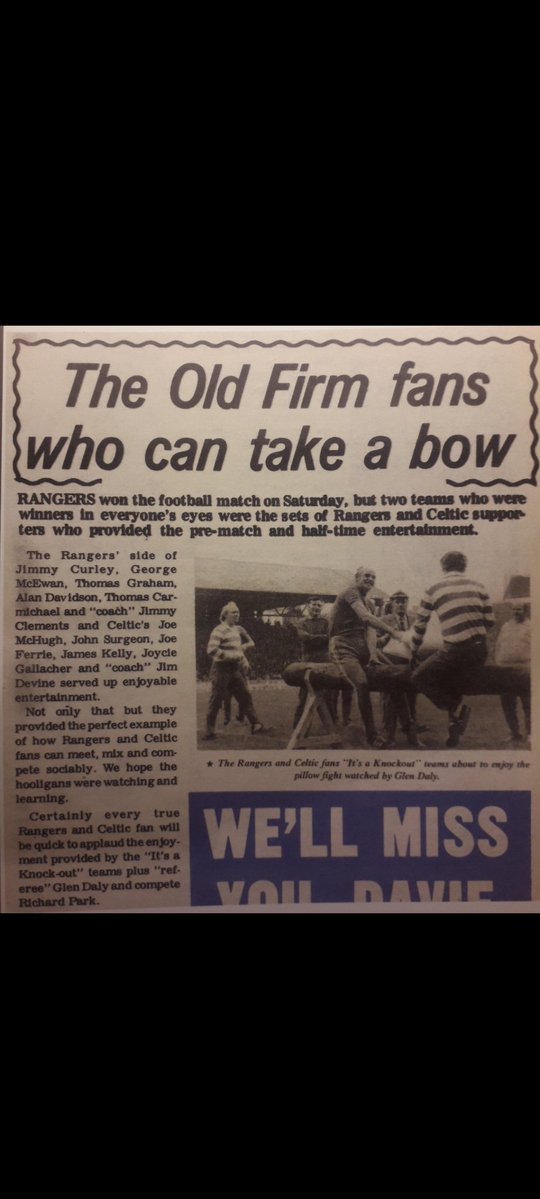 The Old Firm fans
who can take a bow
RANGERS won the football match on Saturday, but two teams who were
winners in everyone's eyes were the sets of Rangers and Celtic suppor-
ters who provided the pre-match and half-time entertainment.
The Rangers' side of
Jimmy Curley, George
McEwan, Thomas Graham,
Alan Davidson, Thomas Car-
michael and "coach" Jimmy
Clements and Celtic's Joe
McHugh, John Surgeon, Joe
Ferrie, James Kelly, Joycie
Gallacher and "coach" Jim
Devine served up enjoyable
entertainment.
Not only that but they
provided the perfect example
of how Rangers and Celtic
fans can meet, mix and com-
pete sociably. We hope the
hooligans were watching and
learning.
Certainly every true
Rangers and Celtic fan will
be quick to applaud the enjoy-
ment provided by the "It's a
Knock-out" teams plus "ref-
eree" Glen Daly and compete
Richard Park.
★ The Rangers and Celtic fans "It's a Knockout" teams about to enjoy the
pillow fight watched by Glen Daly.
WE'LL MISS
YOU DAVIE